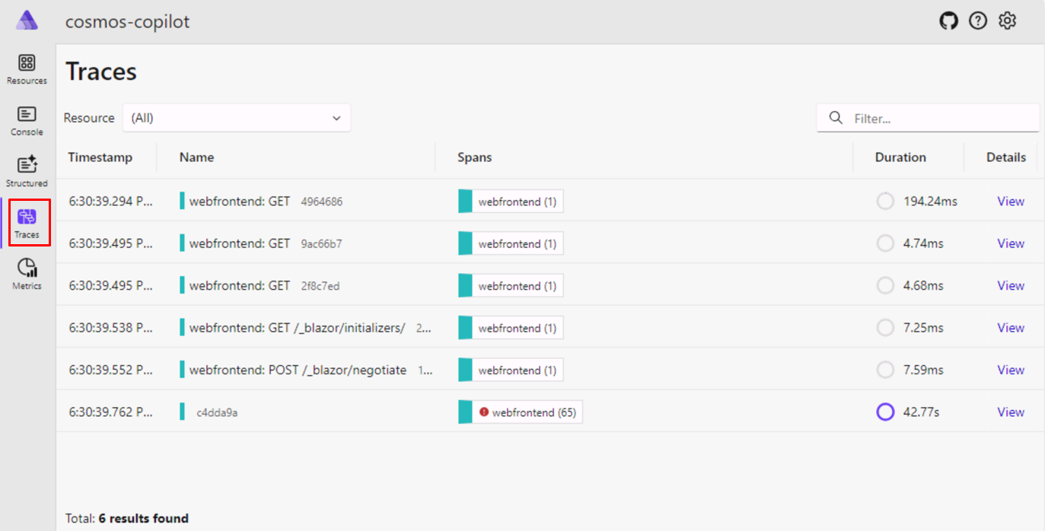 cosmos-copilot
Resources
Console
Structured
Traces
Metrics
Traces
Resource (All) Filter...
Timestamp Name Spans Duration Details
6:30:39.294 P... webfrontend: GET 4964686 webfrontend (1) 194.24ms View
6:30:39.495 P... webfrontend: GET 9ac66b7 webfrontend (1) 4.74ms View
6:30:39.495 P... webfrontend: GET 2f8c7ed webfrontend (1) 4.68ms View
6:30:39.538 P... webfrontend: GET /_blazor/initializers/ 2... webfrontend (1) 7.25ms View
6:30:39.552 P... webfrontend: POST /_blazor/negotiate 1... webfrontend (1) 7.59ms View
6:30:39.762 P... c4dda9a webfrontend (65) 42.77s View
Total: 6 results found